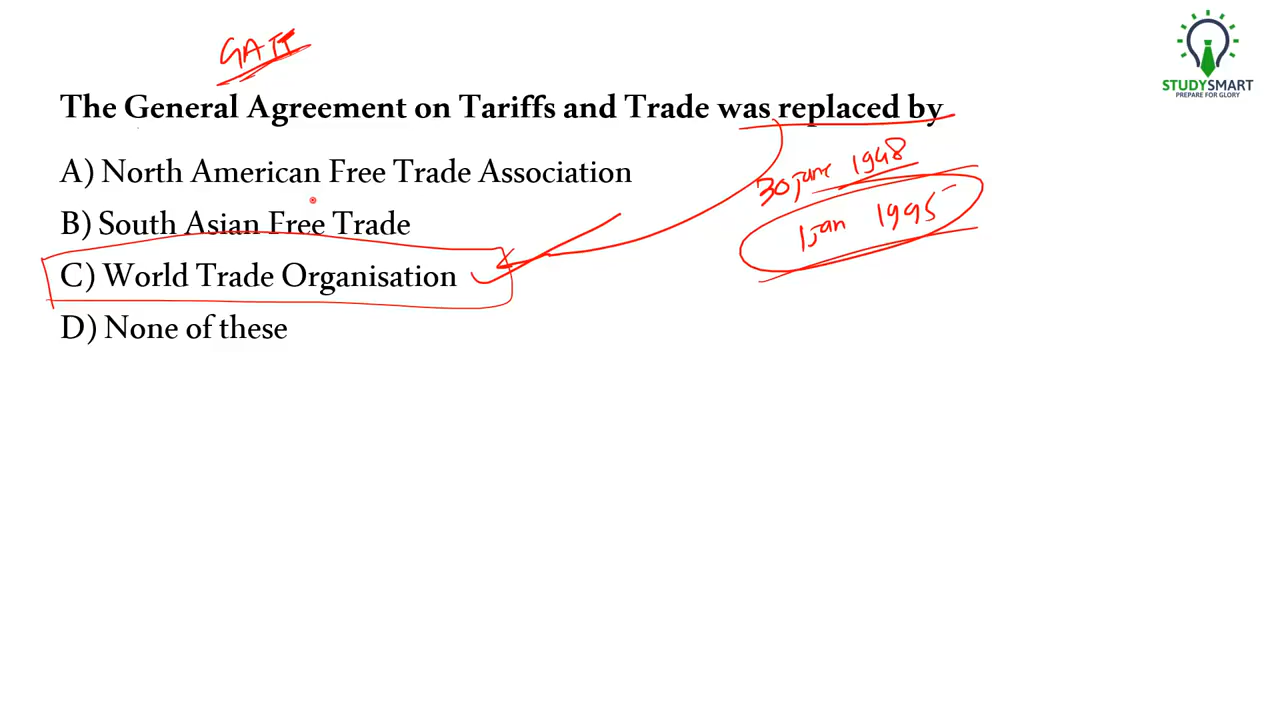 GATT
STUDYSMART
PREPARE FOR GLORY
The General Agreement on Tariffs and Trade was replaced by
30 june 1948
A) North American Free Trade Association
1 jan 1995
B) South Asian Free Trade
C) World Trade Organisation
D) None of these